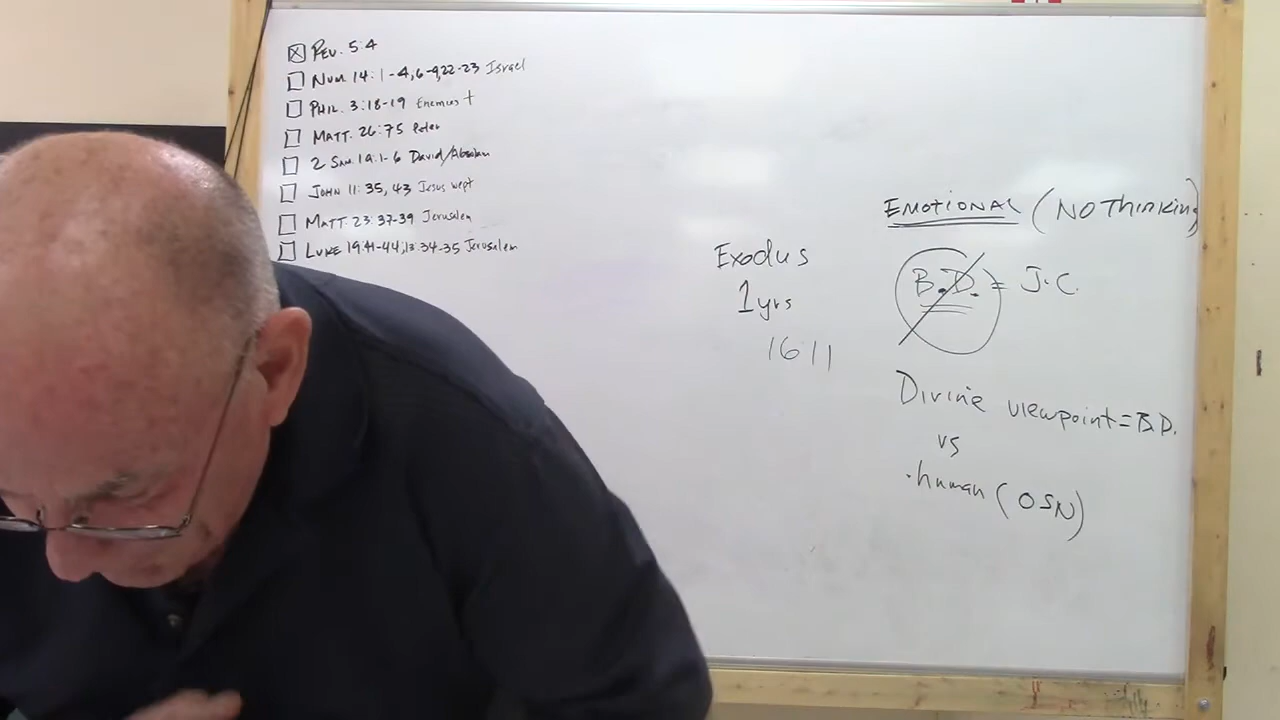 ☒ REV. 5:4
☐ NUM. 14:1-4,6-9,22-23 Israel
☐ PHIL. 3:18-19 Enemies +
☐ MATT. 26:75 Peter
☐ 2 SAM. 19:1-6 David/Absalom
☐ JOHN 11:35, 43 Jesus wept
☐ MATT. 23:37-39 Jerusalem
☐ LUKE 19:41-44; 13:34-35 Jerusalem
Exodus
1 yrs
1611
EMOTIONAL (NO Thinking)
B.D. = J.C.
Divine viewpoint = B.D.
vs
human (OSN)